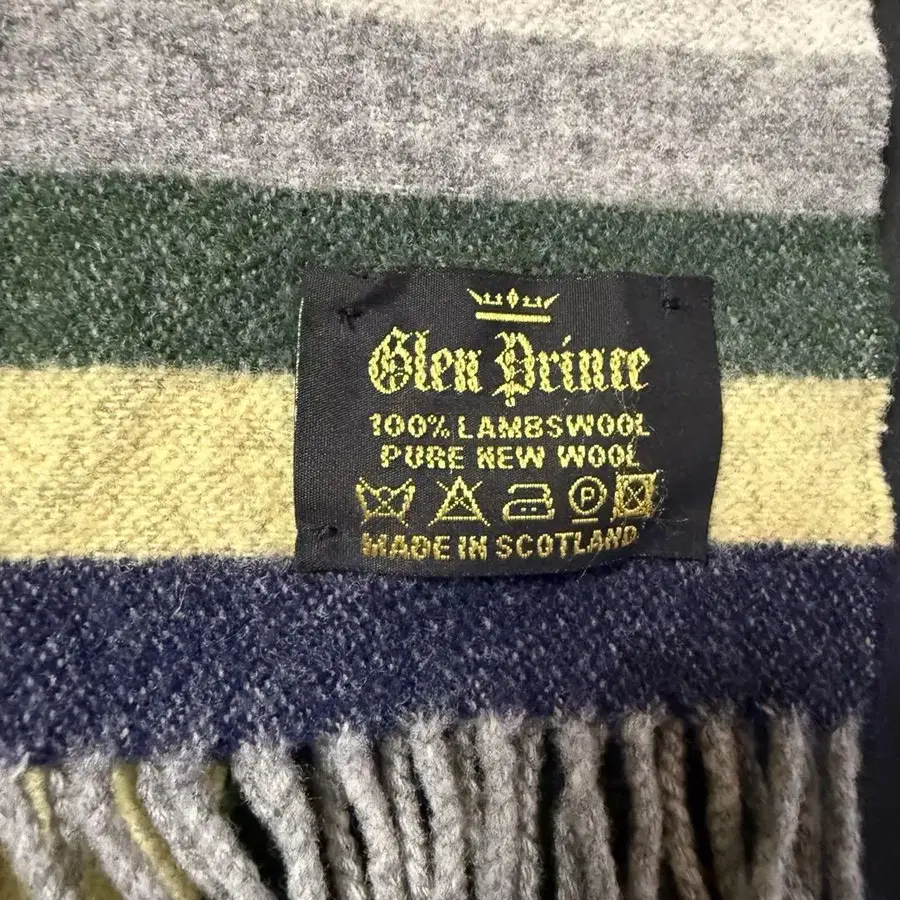 Glen Prince
100% LAMBSWOOL
PURE NEW WOOL
P
MADE IN SCOTLAND